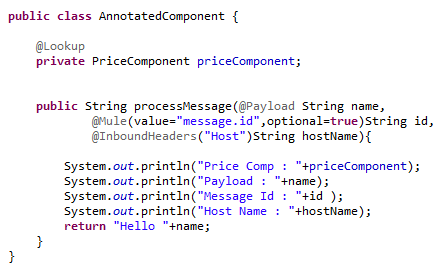 public class AnnotatedComponent {
@Lookup
private PriceComponent priceComponent;
public String processMessage(@Payload String name,
@Mule(value="message.id",optional=true)String id,
@InboundHeaders("Host")String hostName){
System.out.println("Price Comp : "+priceComponent);
System.out.println("Payload : "+name);
System.out.println("Message Id : "+id );
System.out.println("Host Name : "+hostName);
return "Hello "+name;
}
}